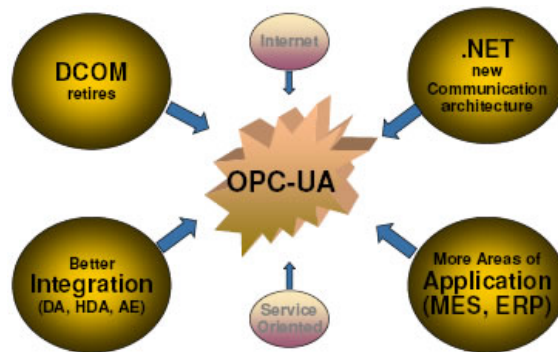 DCOM
retires
Internet
.NET
new
Communication
architecture
OPC-UA
Better
Integration
(DA, HDA, AE)
Service
Oriented
More Areas of
Application
(MES, ERP)